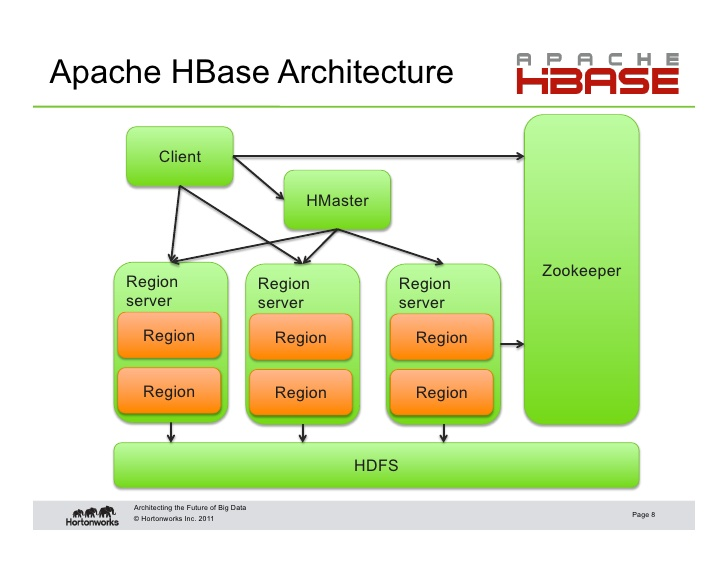 Apache HBase Architecture
APACHE
HBASE
Client
HMaster
Zookeeper
Region
server
Region
Region
Region
server
Region
Region
Region
server
Region
Region
HDFS
Hortonworks
Architecting the Future of Big Data
© Hortonworks Inc. 2011
Page 8